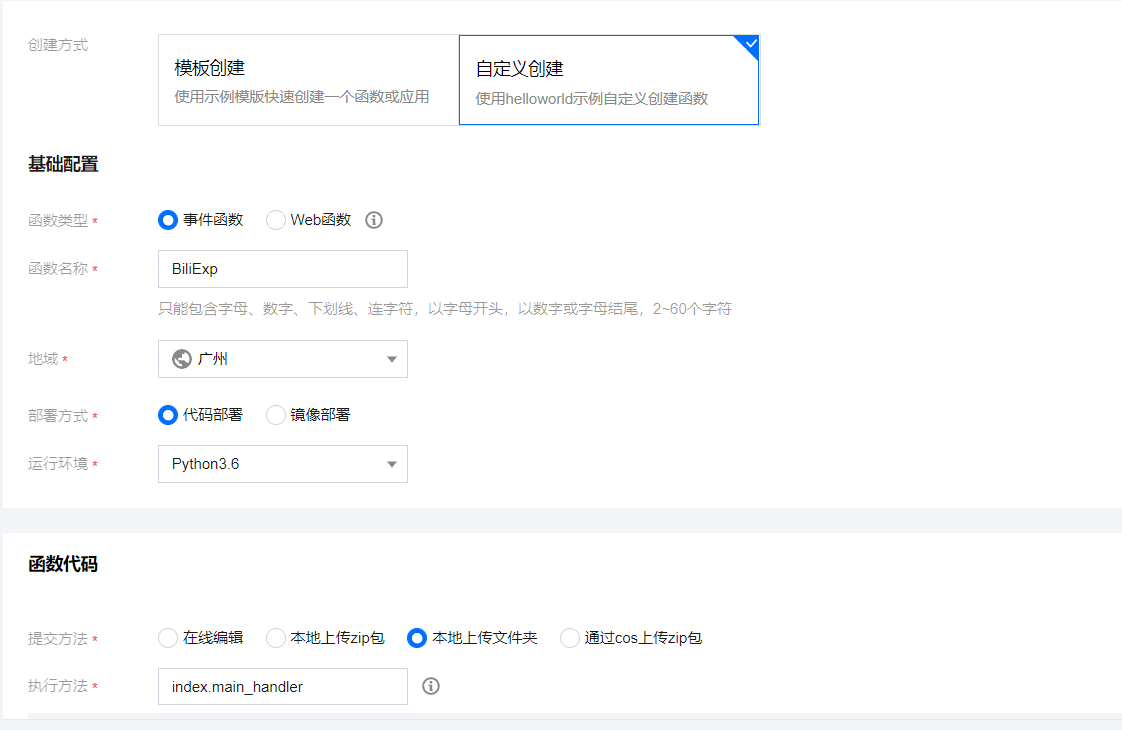 创建方式
模板创建
使用示例模版快速创建一个函数或应用
自定义创建
使用helloworld示例自定义创建函数
基础配置
函数类型 * 事件函数 Web函数
函数名称 * BiliExp
只能包含字母、数字、下划线、连字符，以字母开头，以数字或字母结尾，2~60个字符
地域 * 广州
部署方式 * 代码部署 镜像部署
运行环境 * Python3.6
函数代码
提交方法 * 在线编辑 本地上传zip包 本地上传文件夹 通过cos上传zip包
执行方法 * index.main_handler